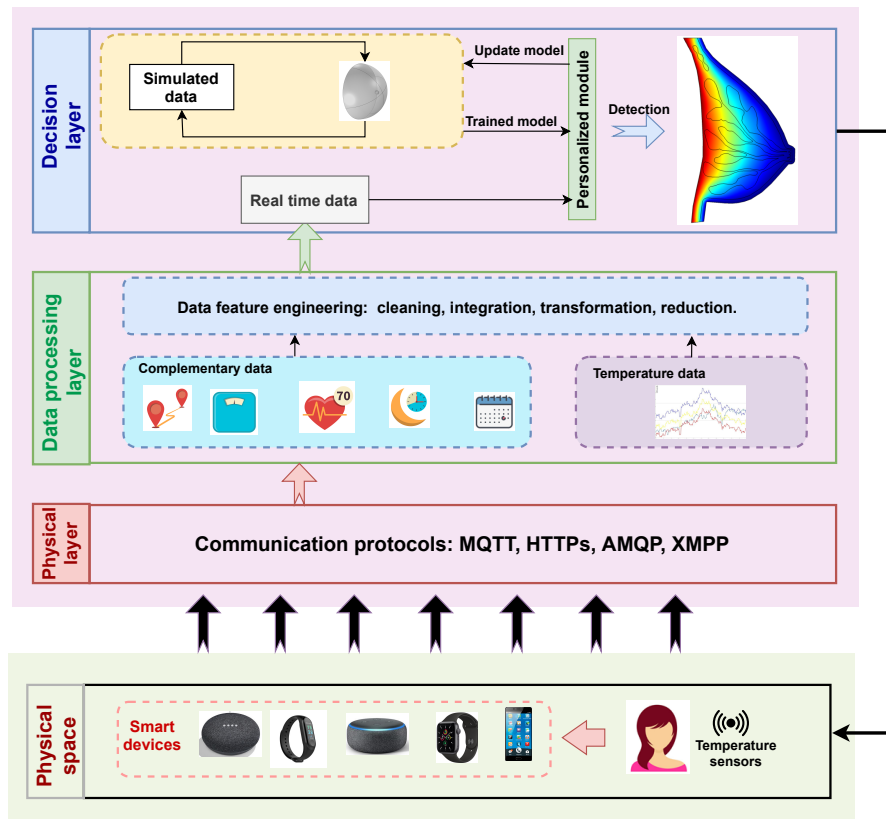 Decision
layer
Simulated
data
Update model
Trained model
Personalized module
Detection
Real time data
Data processing
layer
Data feature engineering:  cleaning, integration, transformation, reduction.
Complementary data
70
Temperature data
Physical
layer
Communication protocols: MQTT, HTTPs, AMQP, XMPP
Physical
space
Smart
devices
Temperature
sensors